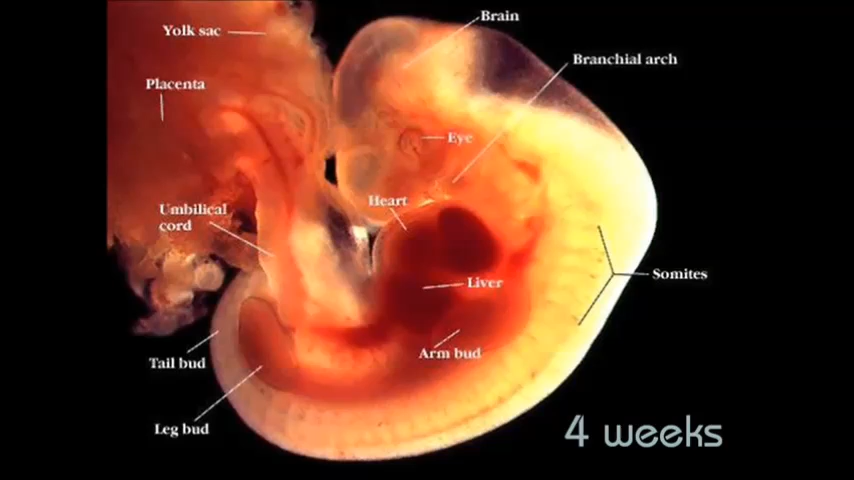 Brain
Yolk sac
Branchial arch
Placenta
Eye
Heart
Umbilical
cord
Somites
Liver
Arm bud
Tail bud
Leg bud
4 weeks